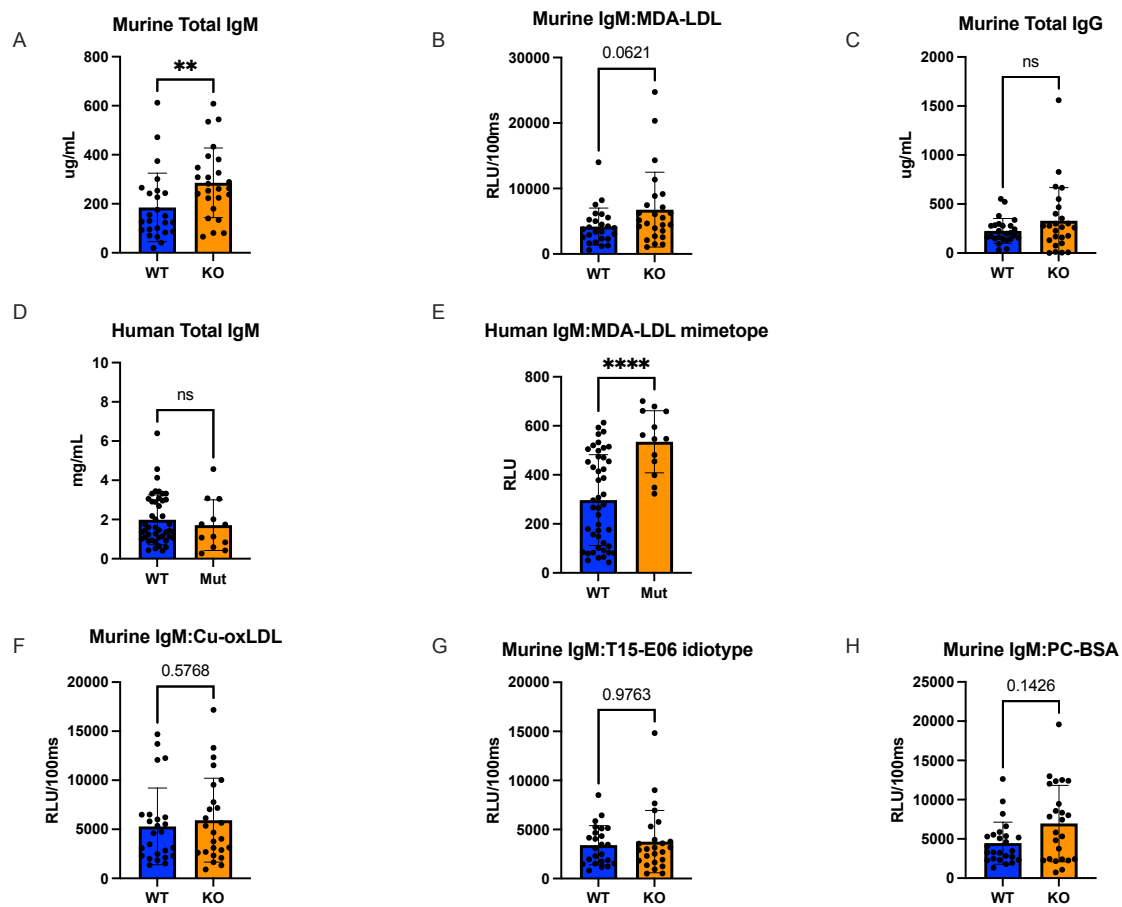 A
Murine Total IgM
ug/mL
800
600
400
200
0
**
WT
KO
B
Murine IgM:MDA-LDL
RLU/100ms
30000
20000
10000
0
0.0621
WT
KO
C
Murine Total IgG
ug/mL
2000
1500
1000
500
0
ns
WT
KO
D
Human Total IgM
mg/mL
10
8
6
4
2
0
ns
WT
Mut
E
Human IgM:MDA-LDL mimetope
RLU
800
600
400
200
0
****
WT
Mut
F
Murine IgM:Cu-oxLDL
RLU/100ms
20000
15000
10000
5000
0
0.5768
WT
KO
G
Murine IgM:T15-E06 idiotype
RLU/100ms
20000
15000
10000
5000
0
0.9763
WT
KO
H
Murine IgM:PC-BSA
RLU/100ms
25000
20000
15000
10000
5000
0
0.1426
WT
KO